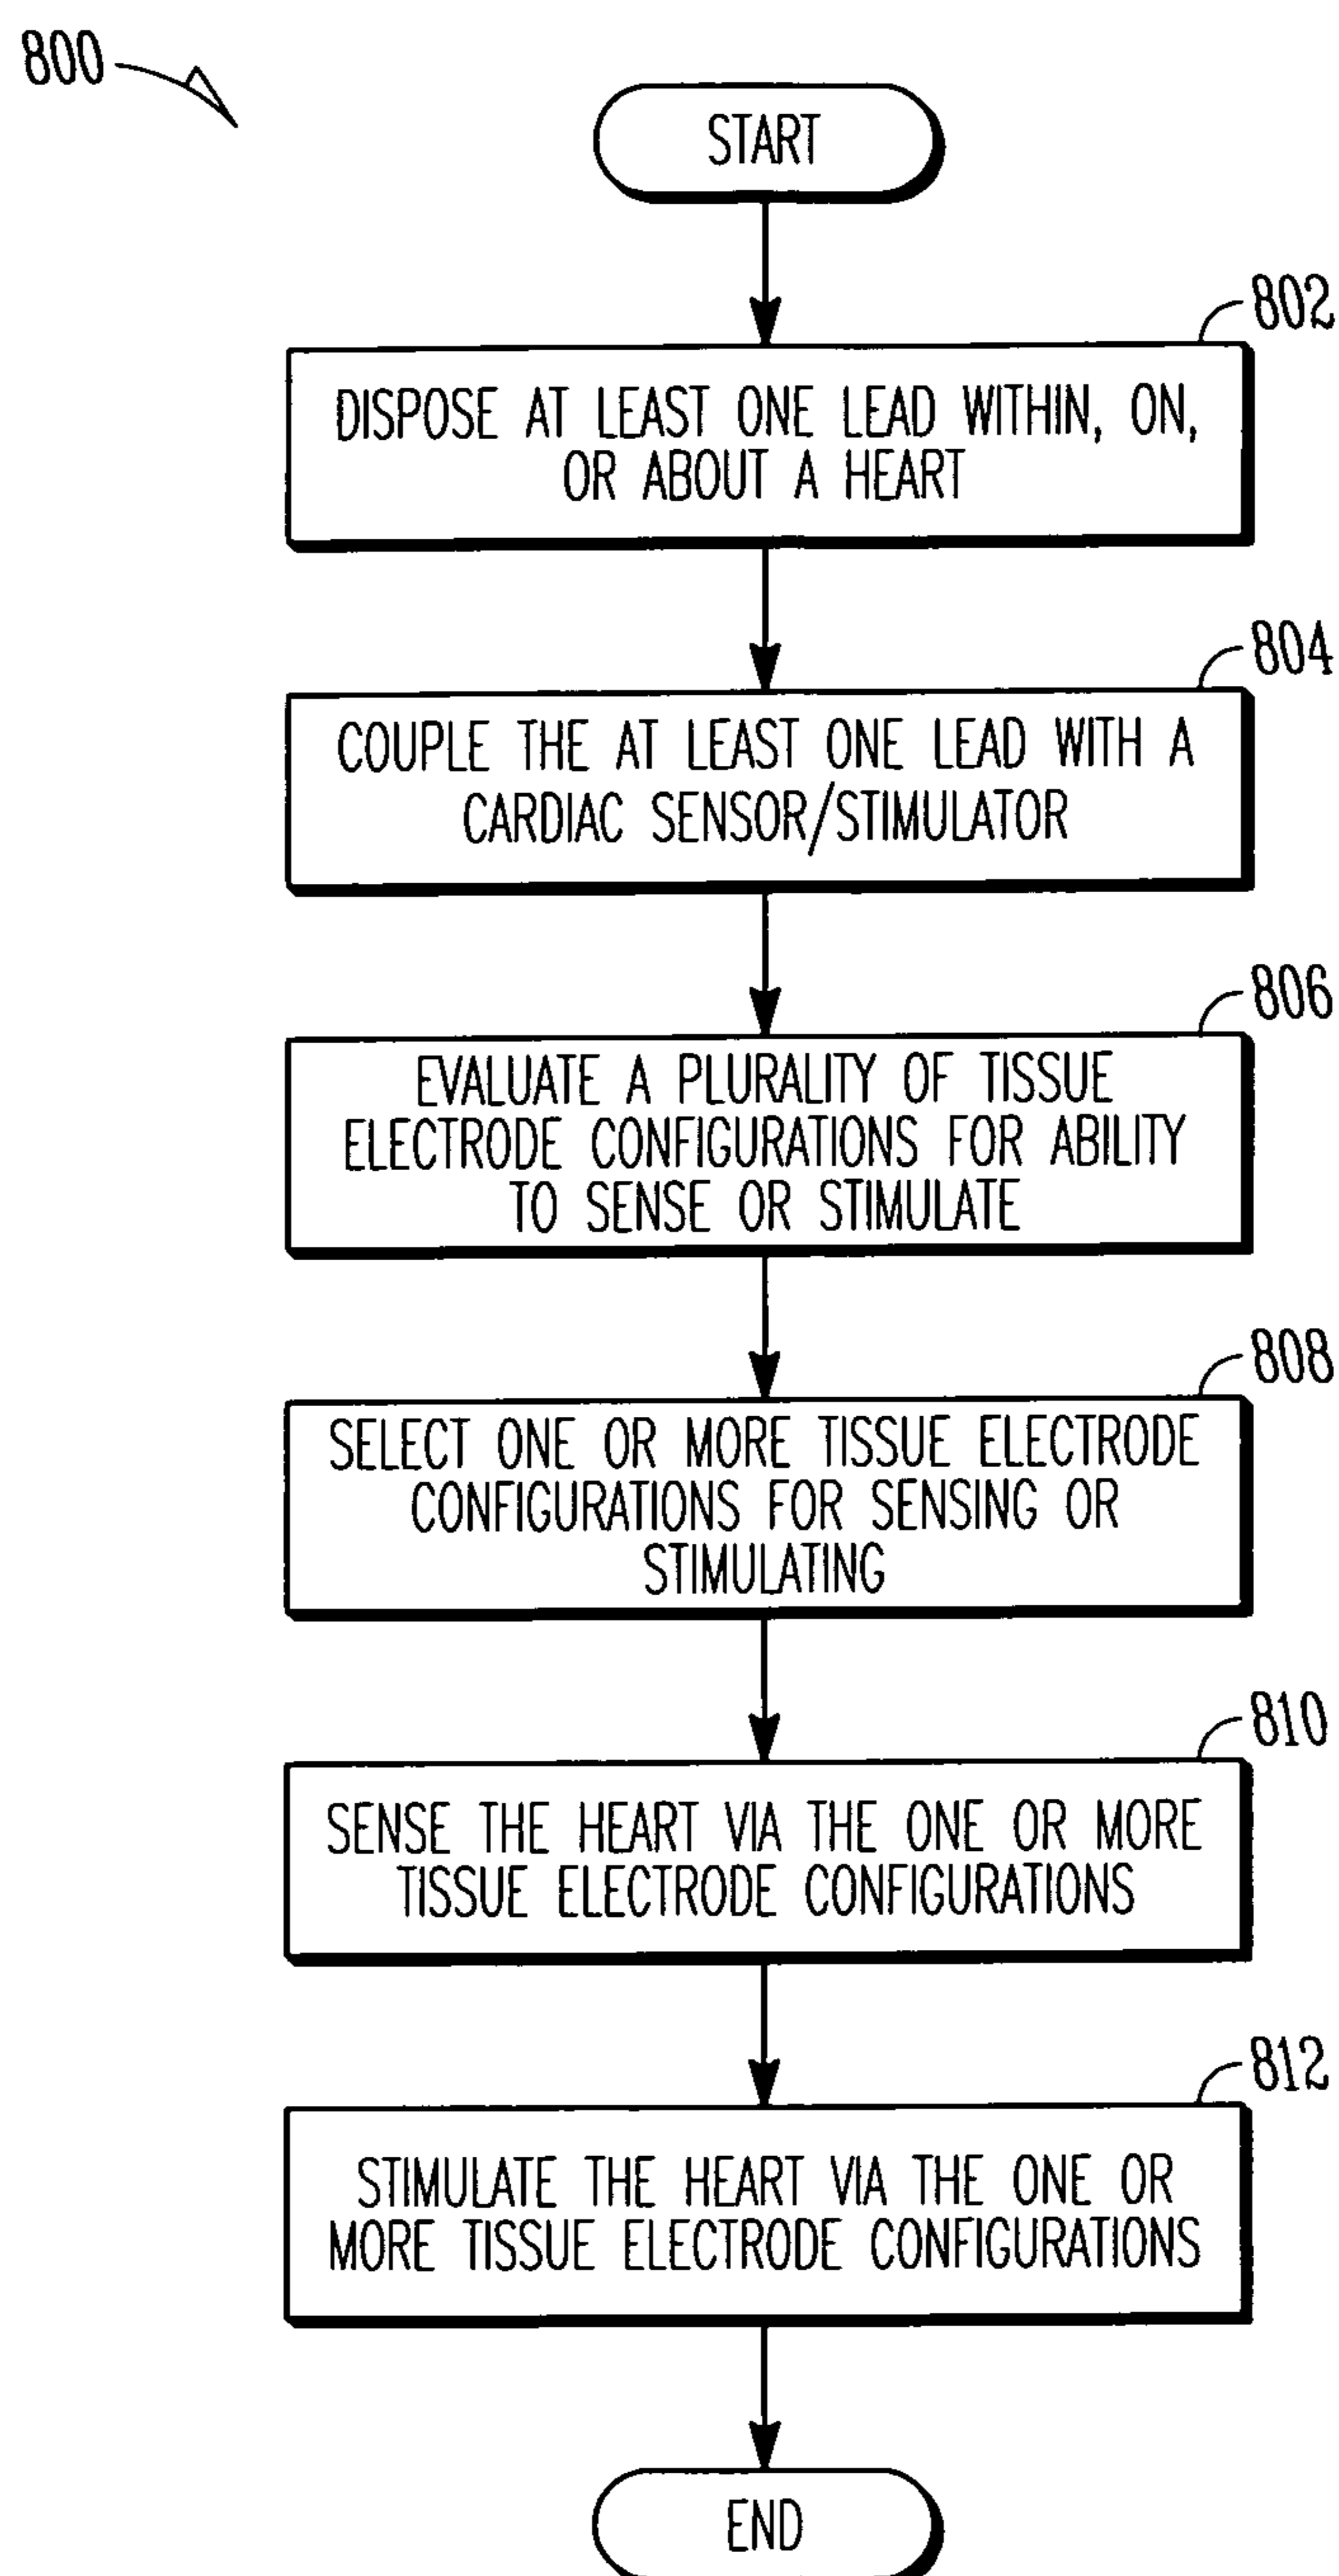 800
START
802
DISPOSE AT LEAST ONE LEAD WITHIN, ON,
OR ABOUT A HEART
804
COUPLE THE AT LEAST ONE LEAD WITH A
CARDIAC SENSOR/STIMULATOR
806
EVALUATE A PLURALITY OF TISSUE
ELECTRODE CONFIGURATIONS FOR ABILITY
TO SENSE OR STIMULATE
808
SELECT ONE OR MORE TISSUE ELECTRODE
CONFIGURATIONS FOR SENSING OR
STIMULATING
810
SENSE THE HEART VIA THE ONE OR MORE
TISSUE ELECTRODE CONFIGURATIONS
812
STIMULATE THE HEART VIA THE ONE OR
MORE TISSUE ELECTRODE CONFIGURATIONS
END